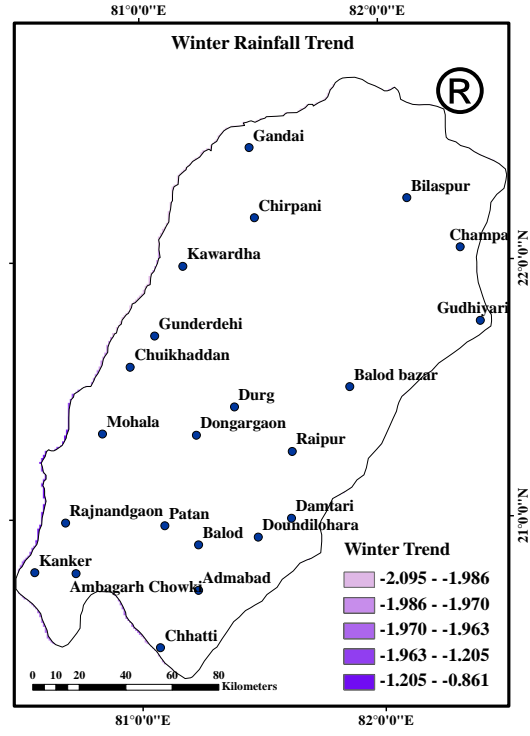 81°0'0"E 82°0'0"E
Winter Rainfall Trend
®
Gandai
Bilaspur
Chirpani
Champa
Kawardha
22°0'0"N
Gudhiyari
Gunderdehi
Chuikhaddan
Balod bazar
Durg
Mohala
Dongargaon
Raipur
Rajnandgaon
Patan
Damtari
Doundilohara
21°0'0"N
Balod
Kanker
Ambagarh Chowki
Admabad
Chhatti
Winter Trend
-2.095 - -1.986
-1.986 - -1.970
-1.970 - -1.963
-1.963 - -1.205
-1.205 - -0.861
0 10 20 40 60 80
Kilometers
81°0'0"E 82°0'0"E